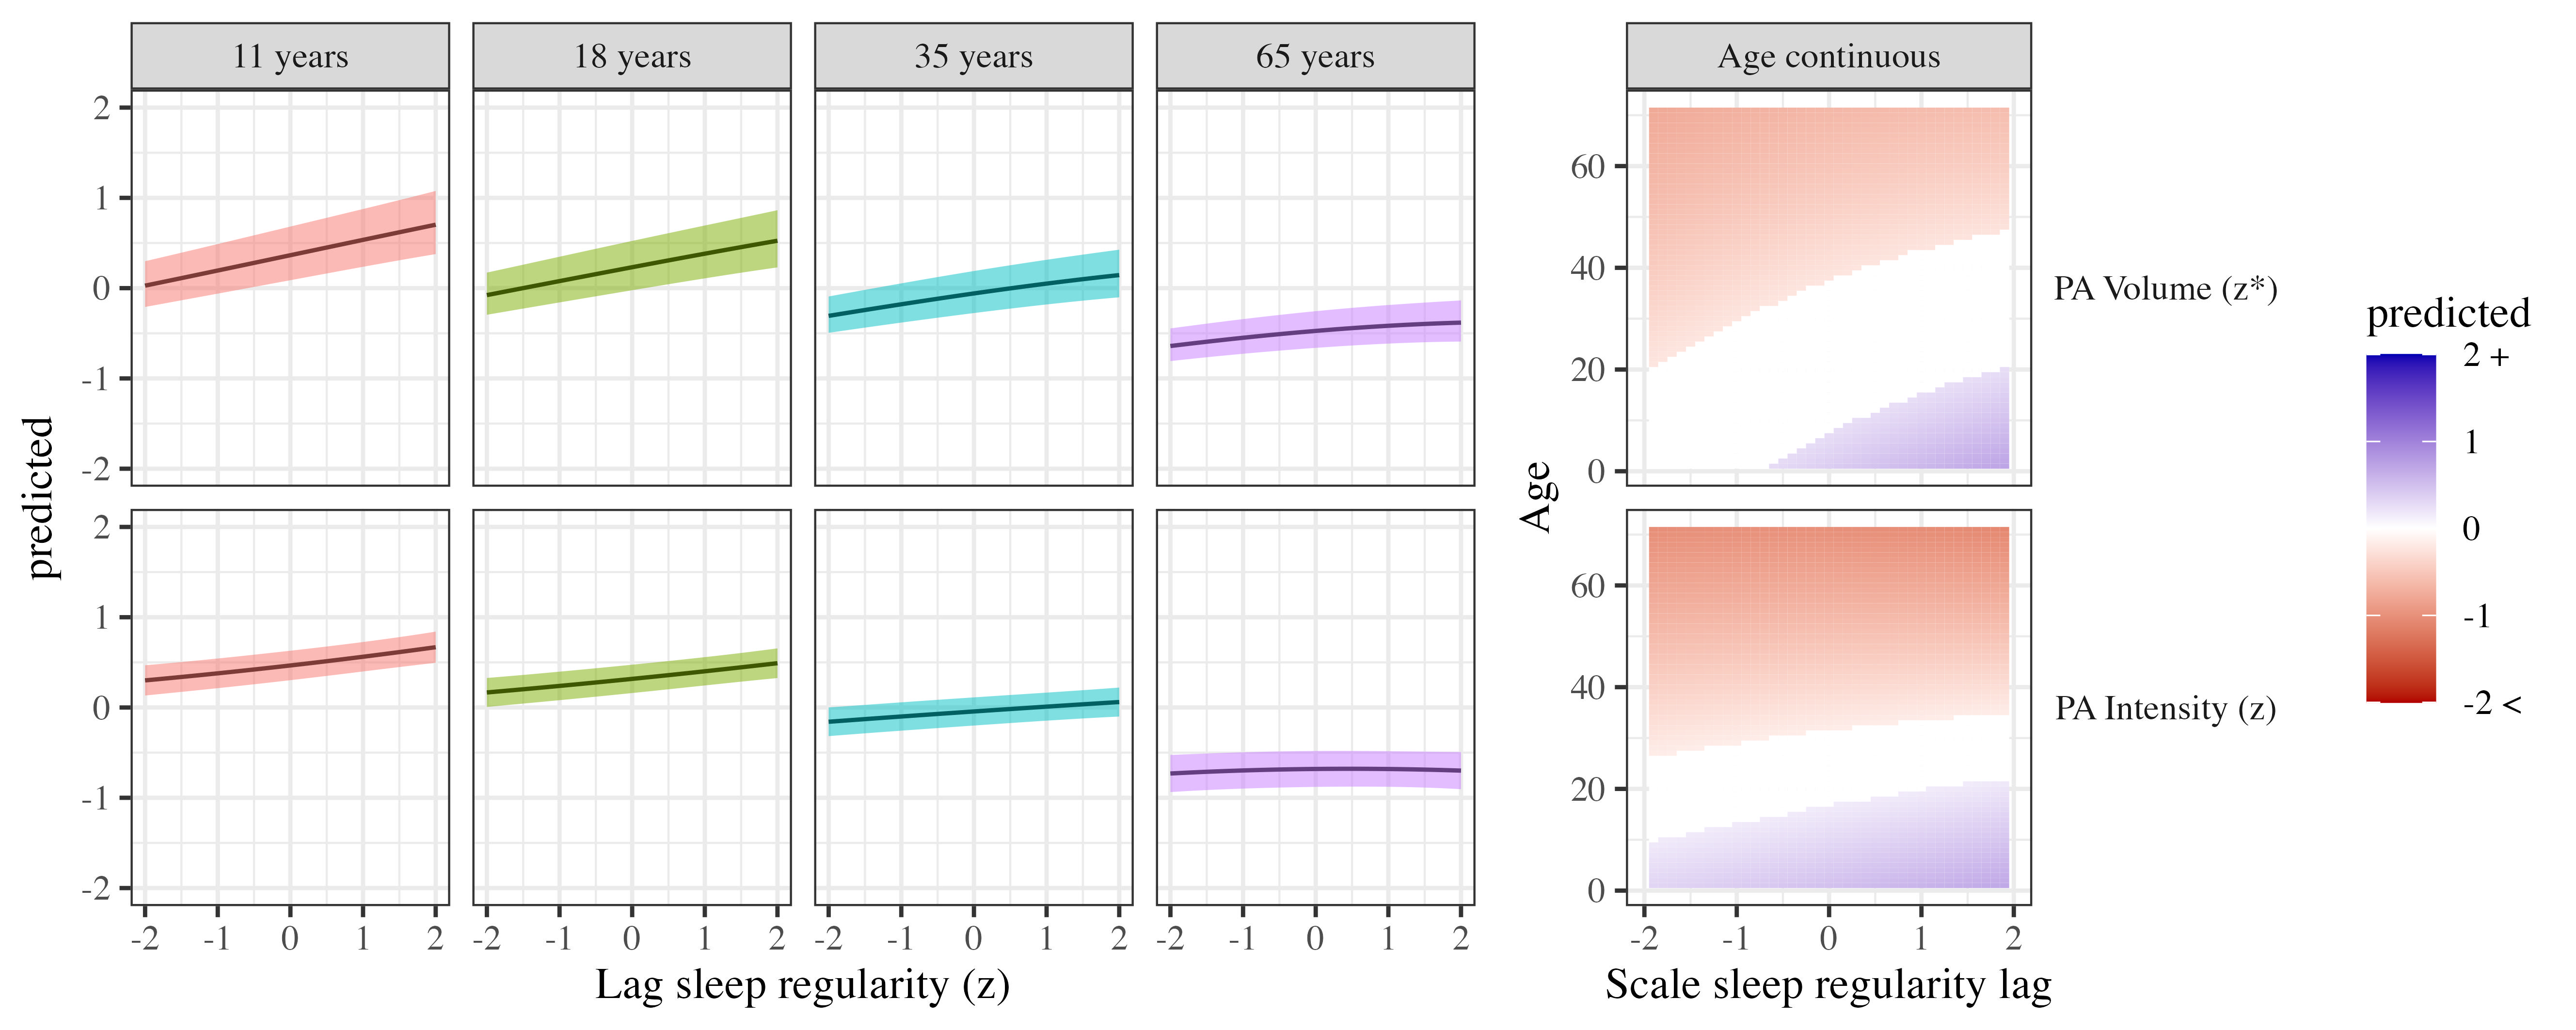 11 years
18 years
35 years
65 years
Age continuous
2
1
0
-1
-2
60
40
20
0
PA Volume (z*)
predicted
2 +
1
0
-1
-2 <
predicted
Age
2
1
0
-1
-2
60
40
20
0
PA Intensity (z)
-2 -1 0 1 2
-2 -1 0 1 2
-2 -1 0 1 2
-2 -1 0 1 2
-2 -1 0 1 2
Lag sleep regularity (z)
Scale sleep regularity lag